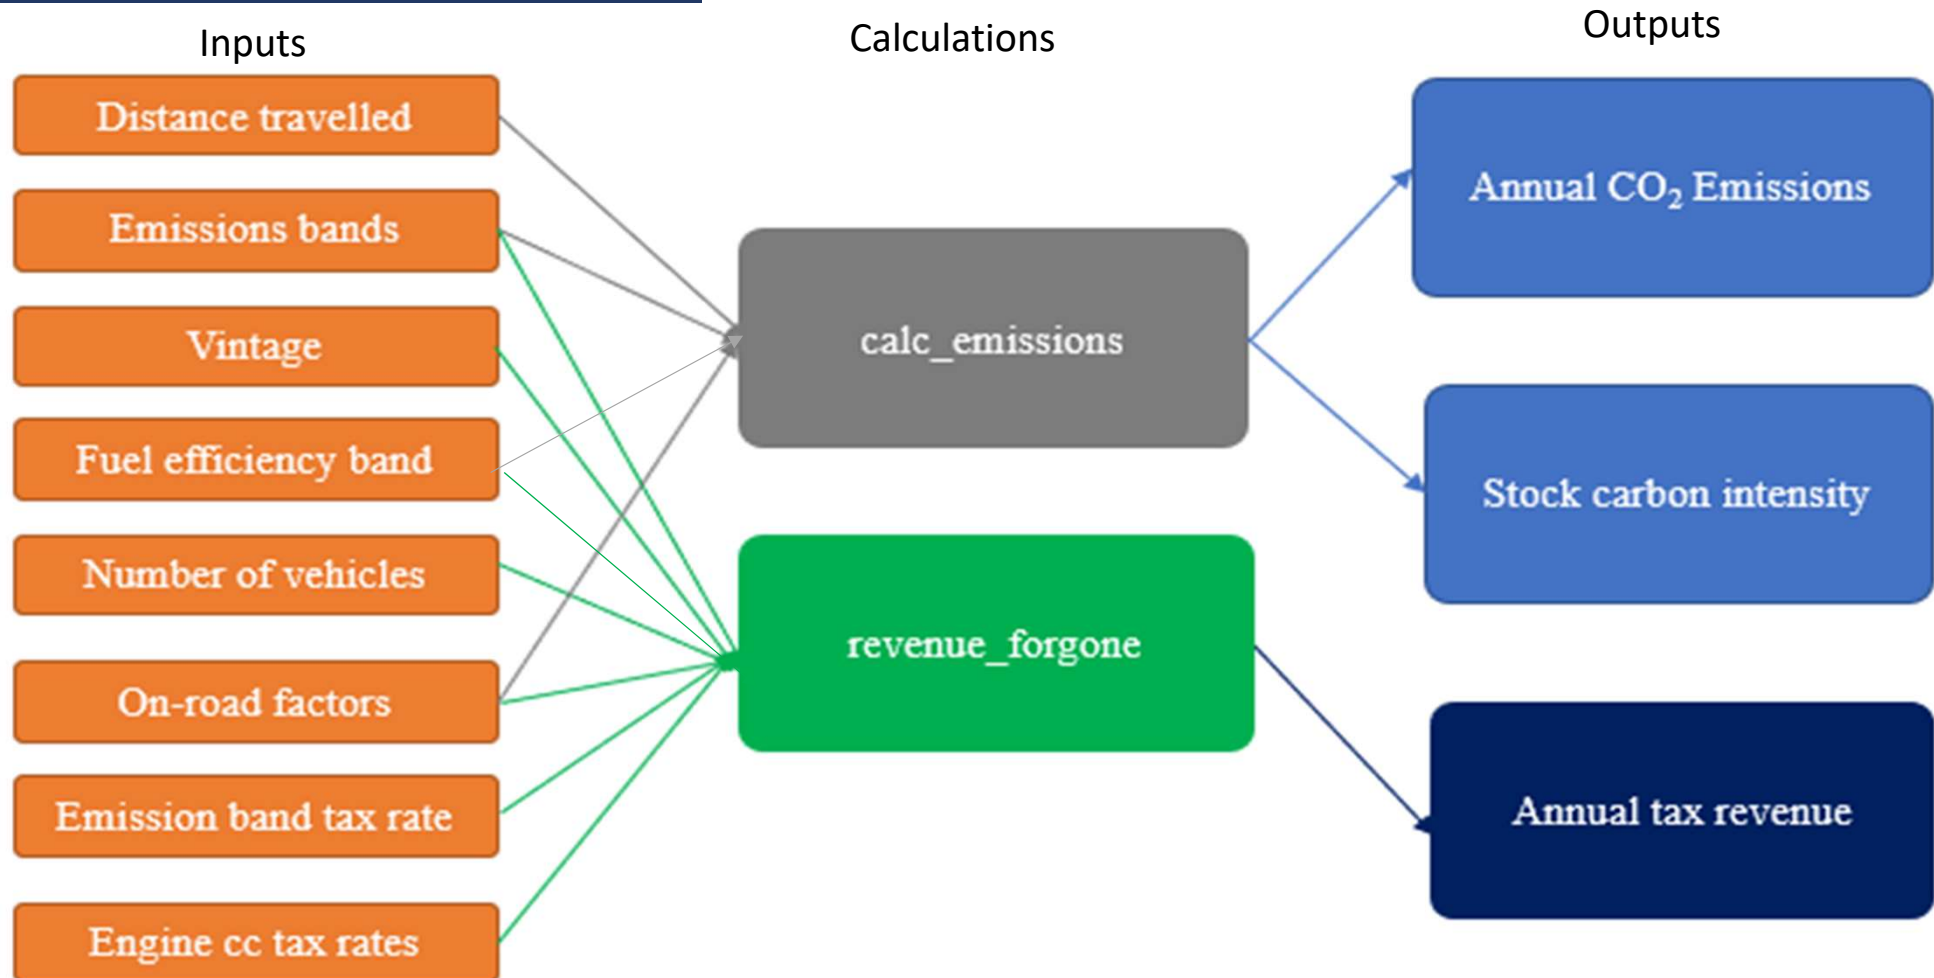 Inputs
Calculations
Outputs
Distance travelled
Emissions bands
Vintage
Fuel efficiency band
Number of vehicles
On-road factors
Emission band tax rate
Engine cc tax rates
calc_emissions
revenue_forgone
Annual CO₂ Emissions
Stock carbon intensity
Annual tax revenue